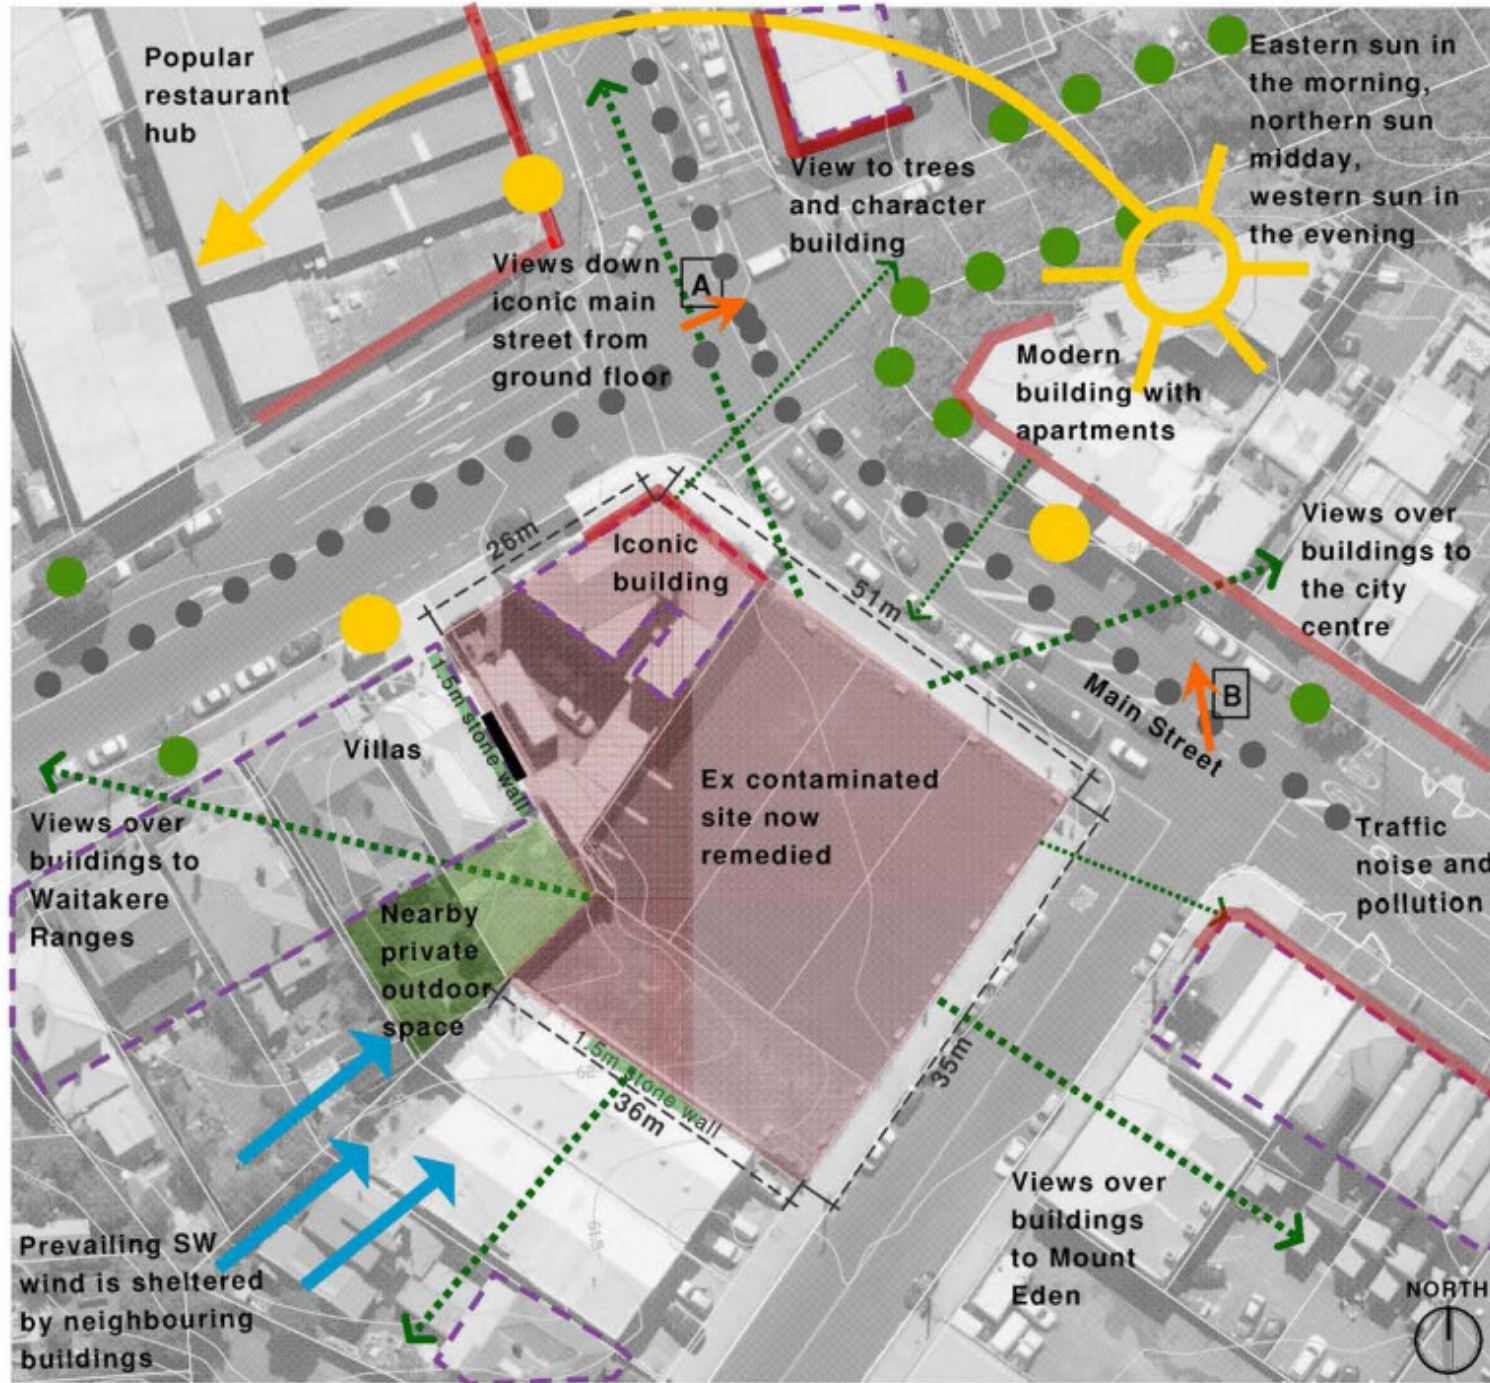 Popular
restaurant
hub
Eastern sun in
the morning,
northern sun
midday,
western sun in
the evening
View to trees
and character
building
Views down
iconic main
street from
ground floor
A
Modern
building with
apartments
Views over
buildings to
the city
centre
26m
Iconic
building
51m
B
Main Street
1.5m stone wall
Villas
Ex contaminated
site now
remedied
Views over
buildings to
Waitakere
Ranges
Traffic
noise and
pollution
Nearby
private
outdoor
space
1.5m stone wall
36m
35m
Views over
buildings
to Mount
Eden
Prevailing SW
wind is sheltered
by neighbouring
buildings
NORTH